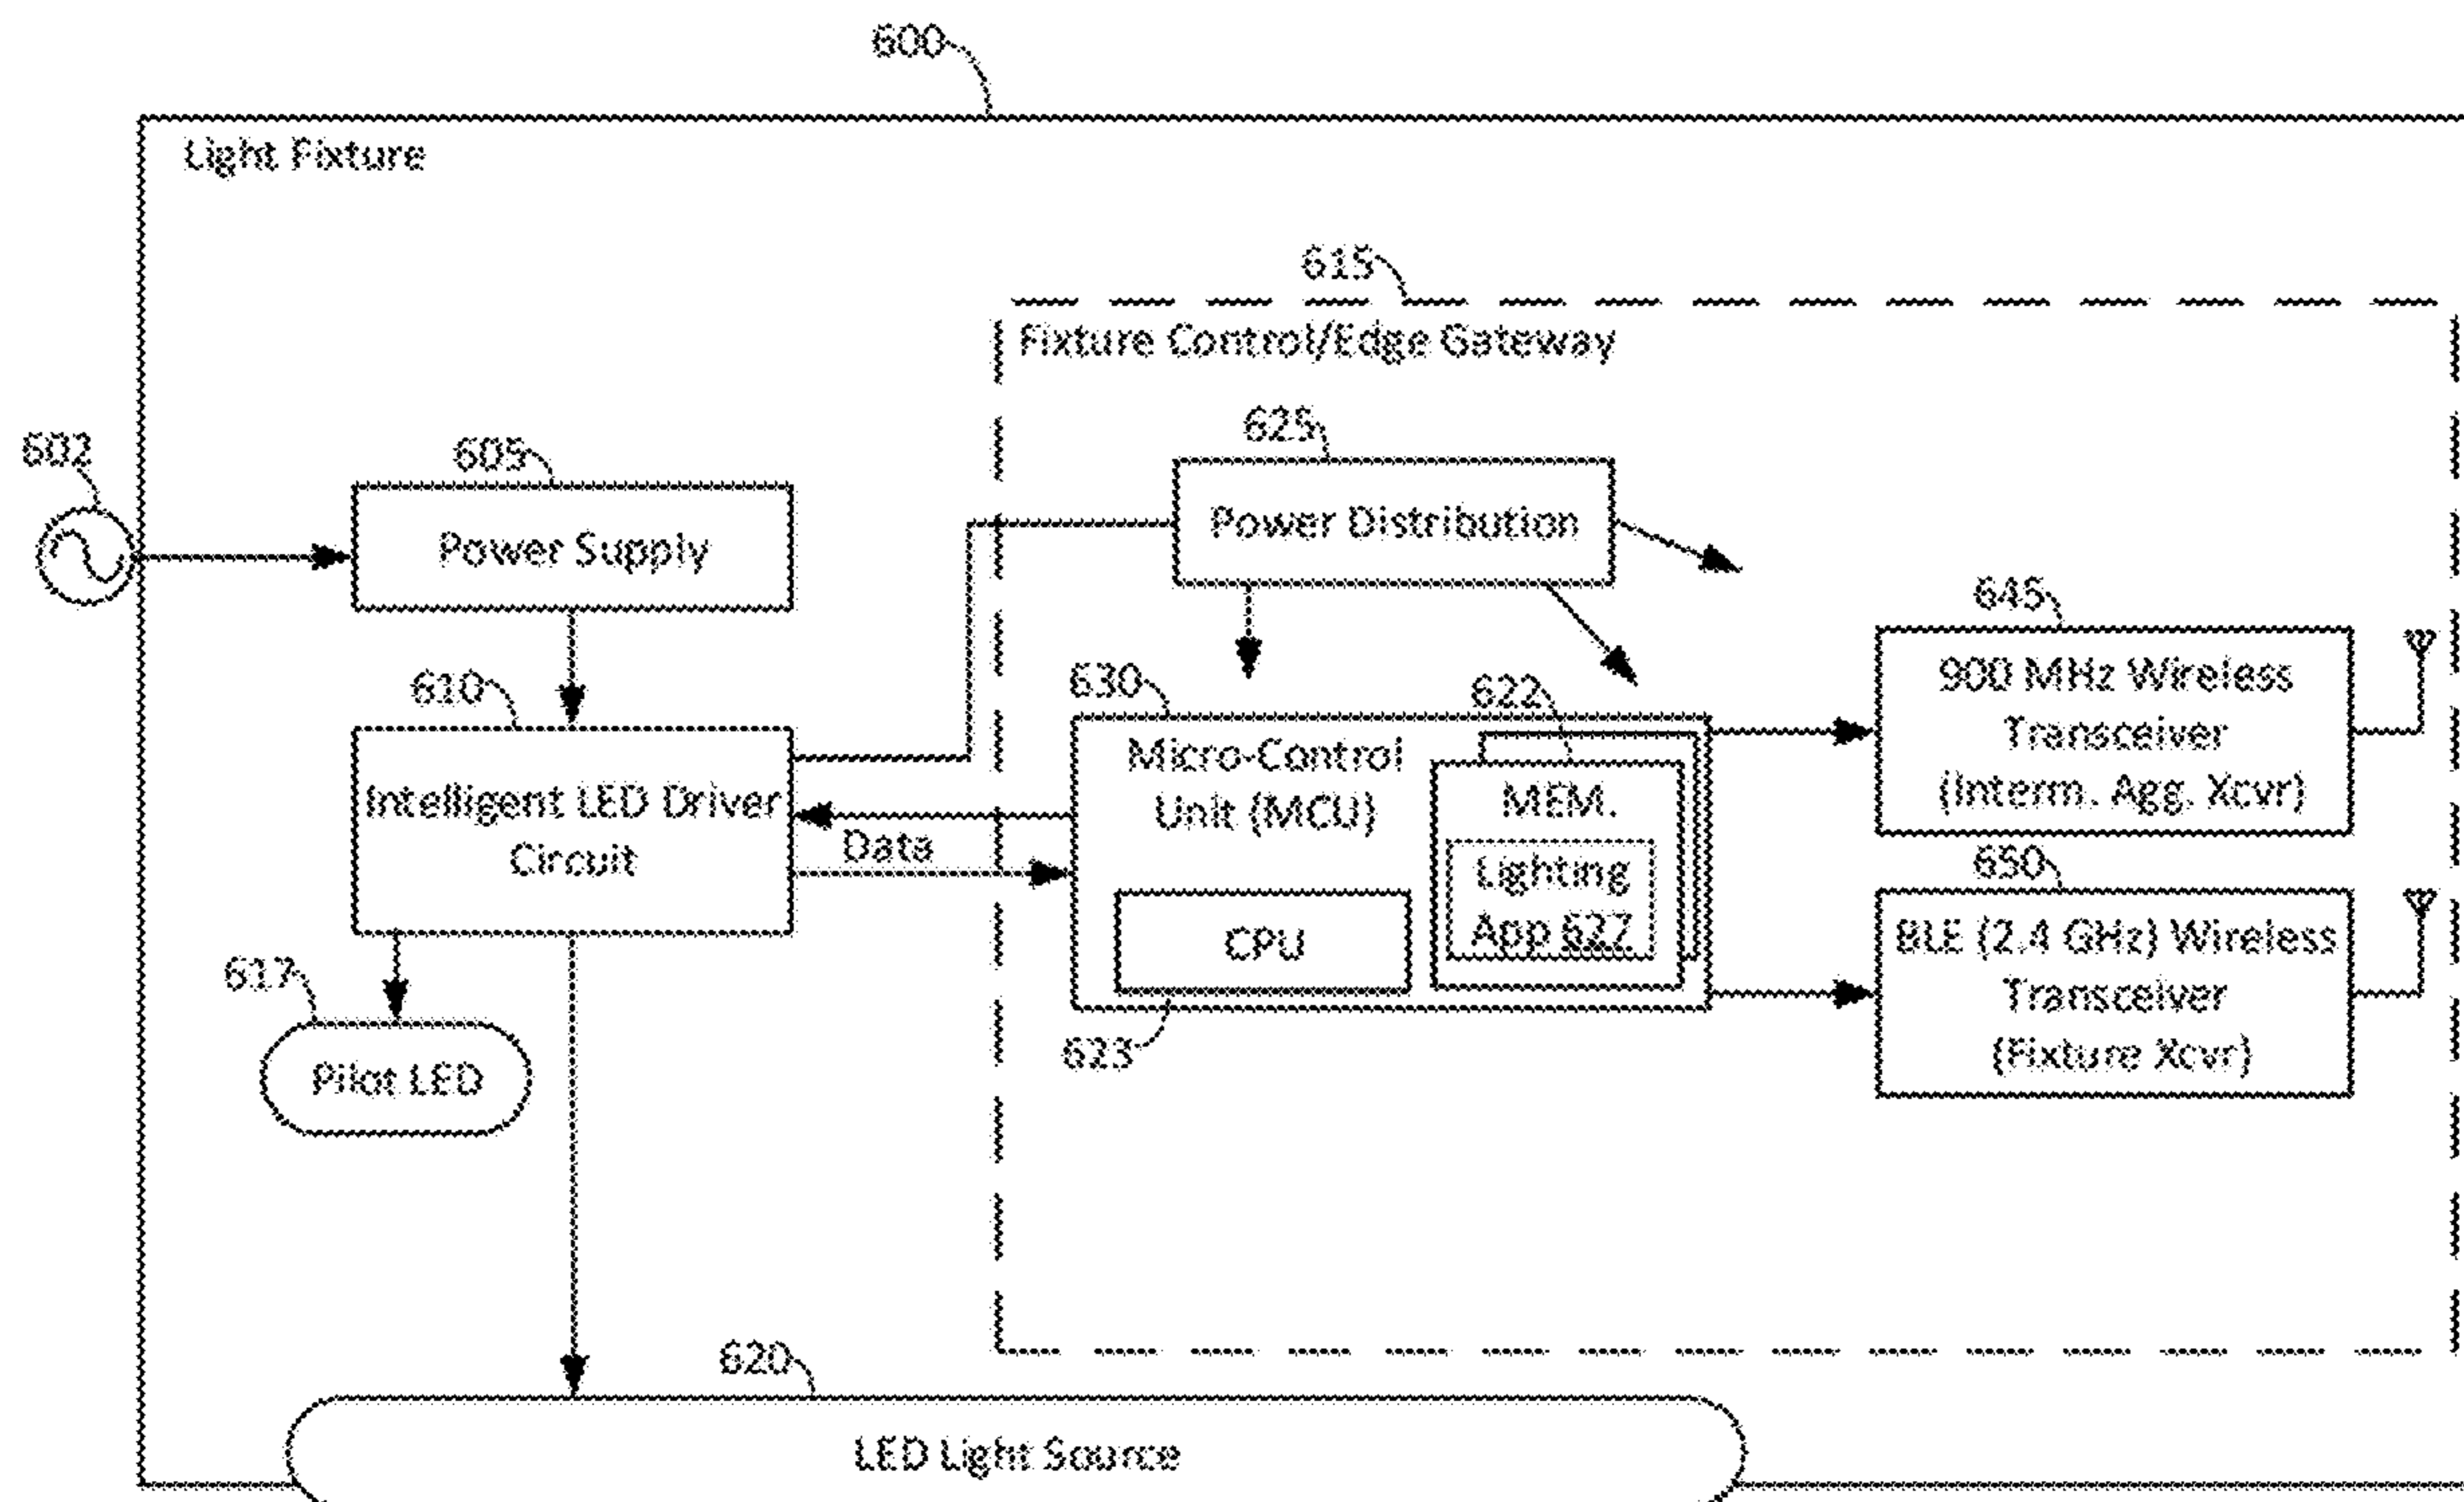 600
Light Fixture
615
Fixture Control/Edge Gateway
625
602
605
Power Distribution
Power Supply
645
900 MHz Wireless
Transceiver
(Interm. Agg. Xcvr)
610
630
622
Micro-Control
Unit (MCU)
MEM.
Lighting
App 627
Intelligent LED Driver
Circuit
Data
CPU
650
BLE (2.4 GHz) Wireless
Transceiver
(Fixture Xcvr)
617
623
Pilot LED
620
LED Light Source